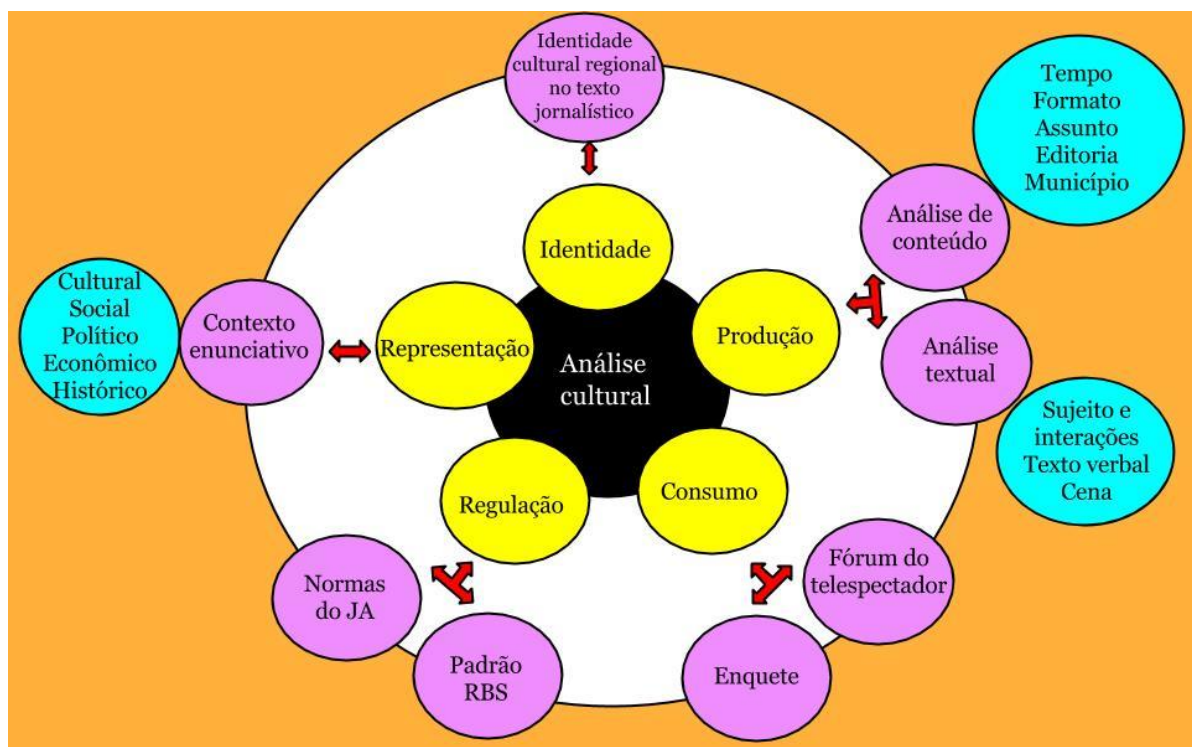 Identidade
cultural regional
no texto
jornalístico
Tempo
Formato
Assunto
Editoria
Município
Análise de
conteúdo
Identidade
Cultural
Social
Político
Econômico
Histórico
Contexto
enunciativo
Representação
Produção
Análise
textual
Análise
cultural
Sujeito e
interações
Texto verbal
Cena
Regulação
Consumo
Normas
do JA
Fórum do
telespectador
Padrão
RBS
Enquete